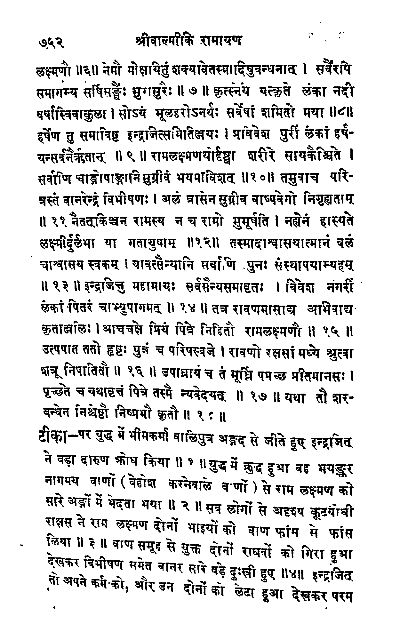 ७५२ श्रीवाल्मीकि रामायण
लक्ष्मणौ ॥६॥ नेमौ मोक्षयितुं शक्यावेतस्मादिषुबन्धनात् । सर्वैरपि
समागम्य सर्षिसङ्घैः सुरासुरैः ॥ ७ ॥ कृत्स्नेयं यत्कृते लंका नदी
वर्षास्विवाकुला । सोऽयं मूलहरोऽनर्थः सर्वेषां शमितो मया ॥८॥
हर्षेण तु समाविष्ट इन्द्रजित्समितिञ्जयः । प्रविवेश पुरीं लंकां हर्ष-
यन्सर्वनैर्ऋतान् ॥ ९ ॥ रामलक्ष्मणयोर्दृष्ट्वा शरीरे सायकैश्चिते ।
सर्वाणि चाङ्गोपाङ्गानि सुग्रीवं भयमाविशत् ॥१०॥ तमुवाच परि-
त्रस्तं वानरेन्द्रं विभीषणः । अलं त्रासेन सुग्रीव बाष्पवेगो निगृह्यताम्
॥ ११ नैतत्किञ्चन रामस्य न च रामो मुमूर्षति । नह्येनं हास्यते
लक्ष्मीर्दुर्लभा या गतायुषाम् ॥१२॥ तस्मादाश्वासयात्मानं बलं
चाश्वासय स्वकम् । यावत्सैन्यानि सर्वाणि पुनः संस्थापयाम्यहम्
॥ १३ ॥ इन्द्रजित्तु महामायः सर्वसैन्यसमावृतः । विवेश नगरीं
लंकां पितरं चाभ्युपागमत् ॥ १४॥ तत्र रावणमासाद्य अभिवाद्य
कृताञ्जलिः । आचचक्षे प्रियं पित्रे निहतौ रामलक्ष्मणौ ॥ १५ ॥
उत्पपात ततो हृष्टः पुत्रं च परिषस्वजे । रावणो रक्षसां मध्ये श्रुत्वा
शत्रू निपातितौ ॥ १६ ॥ उपाघ्राय च तं मूर्ध्नि पप्रच्छ प्रीतमानसः ।
पृच्छते च यथावृत्तं पित्रे तस्मै न्यवेदयत् ॥ १७ ॥ यथा तौ शर-
बन्धेन निश्चेष्टौ निष्प्रभौ कृतौ ॥ १८ ॥
टीका-पर युद्ध में भीमकर्मा बालिपुत्र अङ्गद से जीते हुए इन्द्रजित्
ने बड़ा दारुण क्रोध किया ॥ १ ॥ युद्ध में क्रुद्ध हुआ वह भयङ्कर
नागमय बाणों (बेहोश करनेवाले बाणों) से राम लक्ष्मण को
सारे अङ्गों में भेदता भया ॥ २ ॥ सब लोगों से अदृश्य कूटयोधी
राक्षस ने राम लक्ष्मण दोनों भाइयों को बाण फांस से फांस
लिया ॥ ३ ॥ बाण समूह से युक्त दोनों राघवों को गिरा हुआ
देखकर विभीषण समेत वानर सारे बड़े दुःखी हुए ॥४॥ इन्द्रजित्
तो अपने कर्म को, और उन दोनों को लेटा हुआ देखकर परम